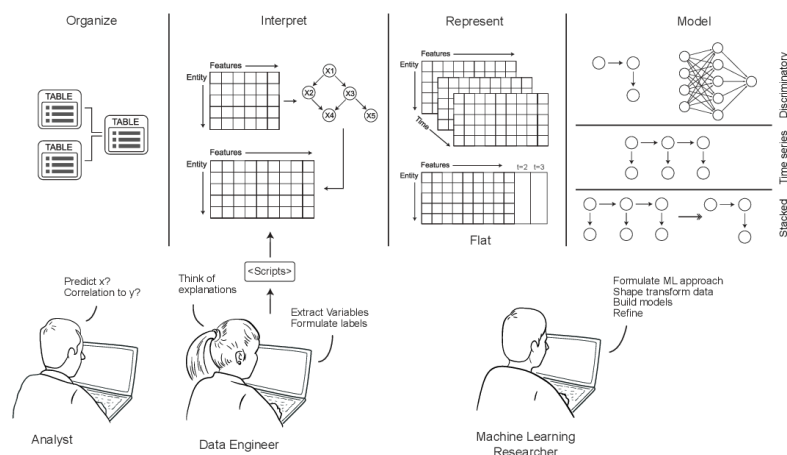 Organize
Interpret
Represent
Model
TABLE
TABLE
TABLE
Features
Entity
X1
X2
X3
X4
X5
Features
Entity
<Scripts>
Features
Entity
Time
Features
t=2
t=3
Entity
Flat
Discriminatory
Time series
Stacked
Predict x?
Correlation to y?
Think of
explanations
Extract Variables
Formulate labels
Formulate ML approach
Shape transform data
Build models
Refine
Analyst
Data Engineer
Machine Learning
Researcher